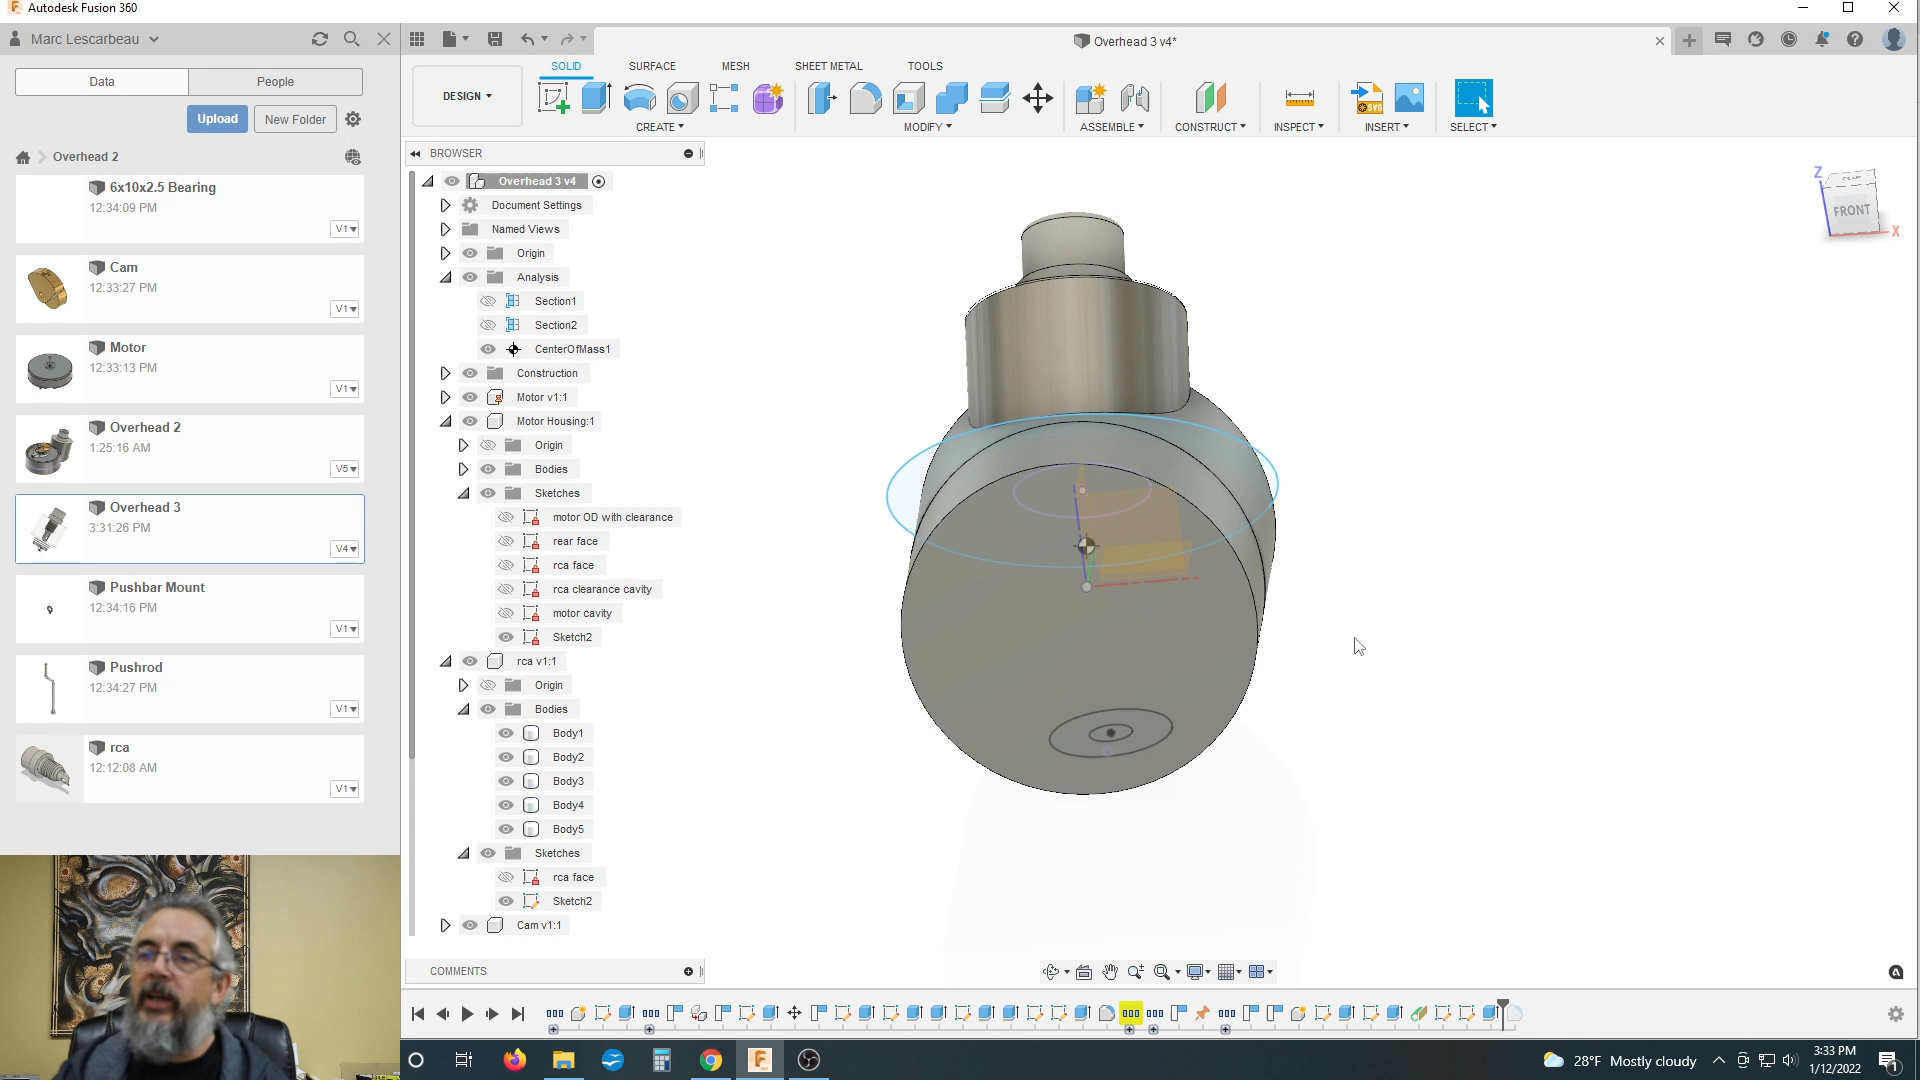 Autodesk Fusion 360
Marc Lescarbeau
Overhead 3 v4*
Data
People
Upload
New Folder
Overhead 2
6x10x2.5 Bearing
12:34:09 PM
V1
Cam
12:33:27 PM
V1
Motor
12:33:13 PM
V1
Overhead 2
1:25:16 AM
V5
Overhead 3
3:31:26 PM
V4
Pushbar Mount
12:34:16 PM
V1
Pushrod
12:34:27 PM
V1
rca
12:12:08 AM
V1
DESIGN
SOLID
SURFACE
MESH
SHEET METAL
TOOLS
CREATE
MODIFY
ASSEMBLE
CONSTRUCT
INSPECT
INSERT
SELECT
BROWSER
Overhead 3 v4
Document Settings
Named Views
Origin
Analysis
Section1
Section2
CenterOfMass1
Construction
Motor v1:1
Motor Housing:1
Origin
Bodies
Sketches
motor OD with clearance
rear face
rca face
rca clearance cavity
motor cavity
Sketch2
rca v1:1
Origin
Bodies
Body1
Body2
Body3
Body4
Body5
Sketches
rca face
Sketch2
Cam v1:1
COMMENTS
Z
FRONT
X
28°F Mostly cloudy
3:33 PM
1/12/2022
1